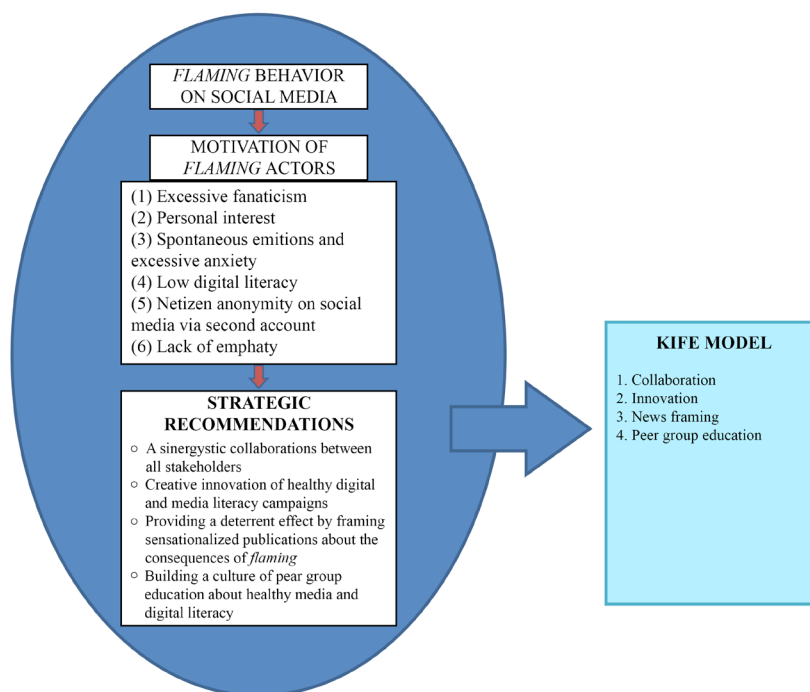 FLAMING BEHAVIOR
ON SOCIAL MEDIA
MOTIVATION OF
FLAMING ACTORS
(1) Excessive fanaticism
(2) Personal interest
(3) Spontaneous emitions and
excessive anxiety
(4) Low digital literacy
(5) Netizen anonymity on social
media via second account
(6) Lack of emphaty
STRATEGIC
RECOMMENDATIONS
○ A sinergystic collaborations between
all stakeholders
○ Creative innovation of healthy digital
and media literacy campaigns
○ Providing a deterrent effect by framing
sensationalized publications about the
consequences of flaming
○ Building a culture of pear group
education about healthy media and
digital literacy
KIFE MODEL
1. Collaboration
2. Innovation
3. News framing
4. Peer group education